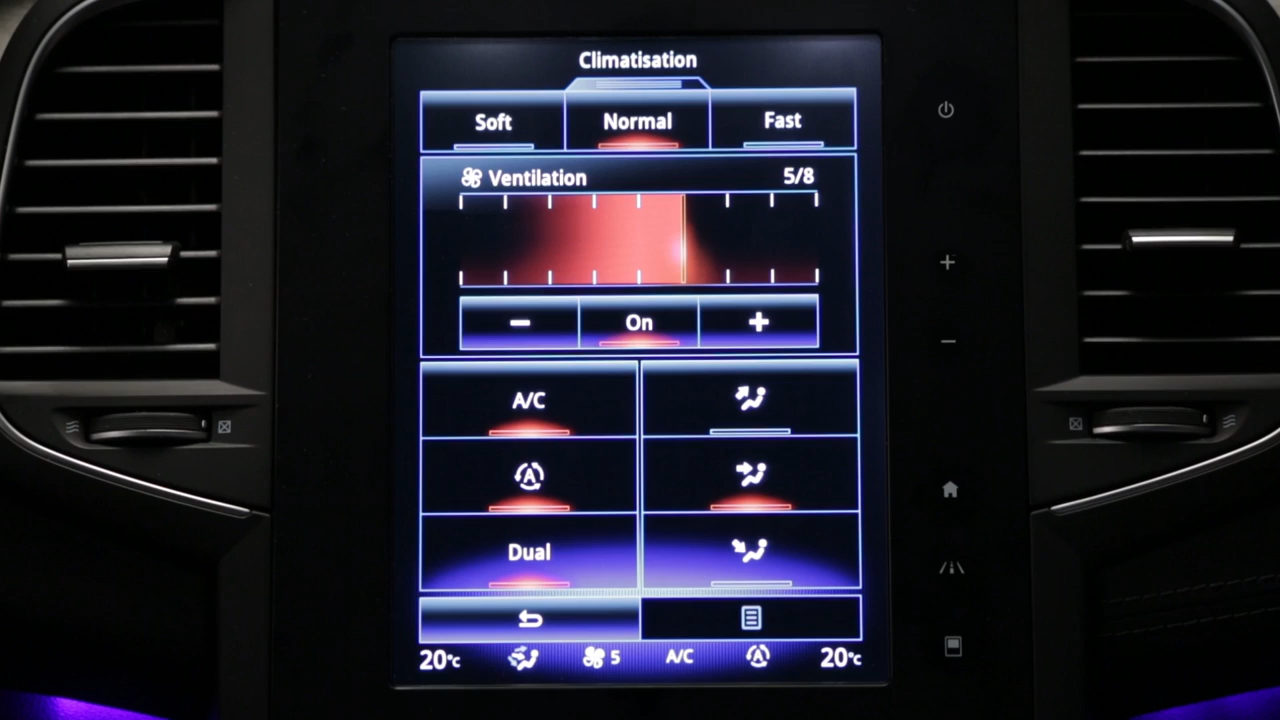 Climatisation
Soft Normal Fast
Ventilation 5/8
On
A/C
A
Dual
20°C 5 A/C A 20°C